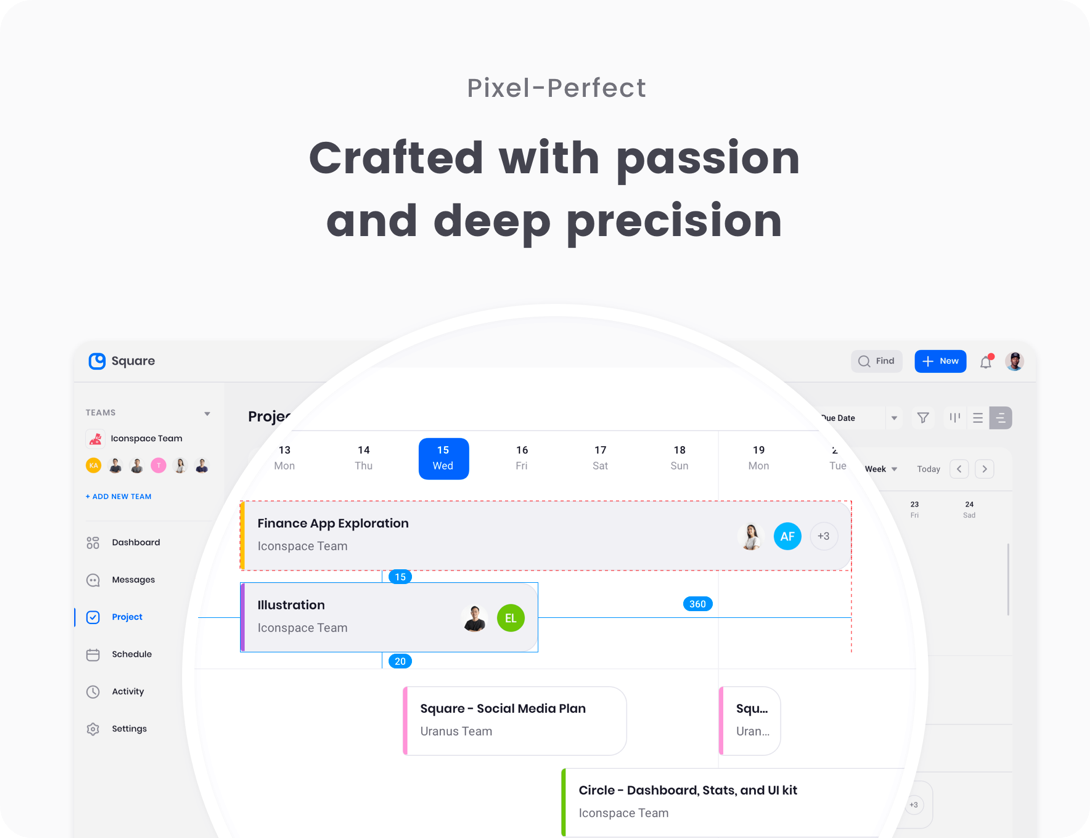 Pixel-Perfect
Crafted with passion
and deep precision
Square
Find
New
TEAMS
Iconspace Team
KA
T
+ ADD NEW TEAM
Dashboard
Messages
Project
Schedule
Activity
Settings
Projec
Due Date
Week
Today
13 14 15 16 17 18 19 2
Mon Thu Wed Fri Sat Sun Mon Tue
23 24
Fri Sad
Finance App Exploration
Iconspace Team
AF
+3
15
Illustration
Iconspace Team
EL
360
20
Square - Social Media Plan
Uranus Team
Squ...
Uran...
Circle - Dashboard, Stats, and UI kit
Iconspace Team
+3